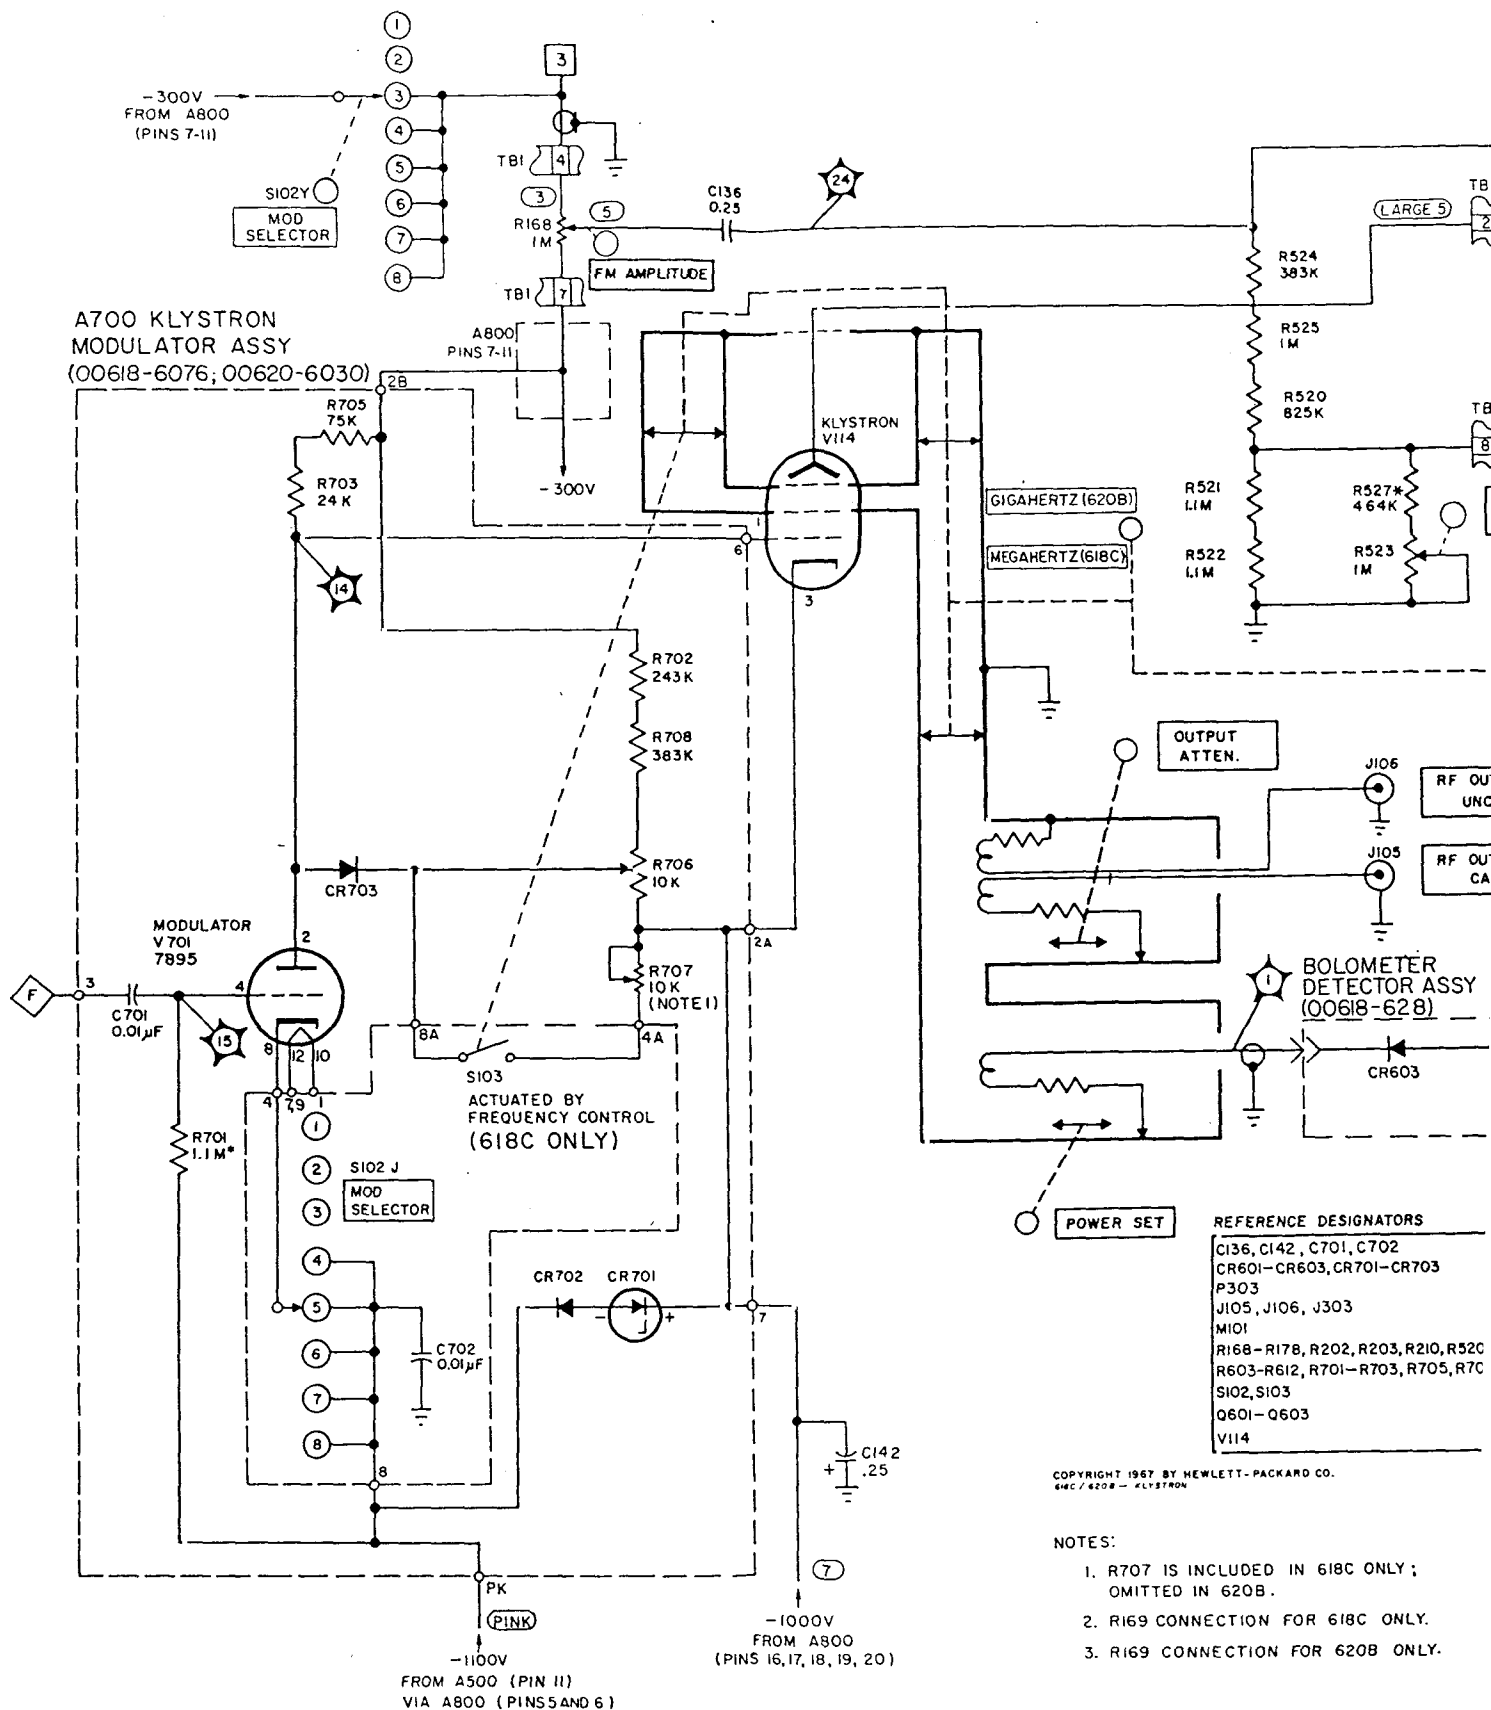 1
2
3
3
-300V
FROM A800
(PINS 7-11)
4
5
6
7
8
S102Y
MOD
SELECTOR
TB1
4
3
R168
1M
5
FM AMPLITUDE
TB1
7
C136
0.25
24
LARGE 5
TB
2
R524
383K
R525
1M
R520
825K
TB
8
R521
1.1M
R522
1.1M
R527*
464K
R523
1M
A700 KLYSTRON
MODULATOR ASSY
(00618-6076; 00620-6030)
2B
A800
PINS 7-11
-300V
R705
75K
R703
24K
14
KLYSTRON
V114
1
6
3
GIGAHERTZ (620B)
MEGAHERTZ (618C)
R702
243K
R708
383K
R706
10K
CR703
2A
R707
10K
(NOTE 1)
MODULATOR
V701
7895
2
4
F
3
C701
0.01µF
15
8
12
10
8A
4A
S103
ACTUATED BY
FREQUENCY CONTROL
(618C ONLY)
4
7,9
1
R701
1.1M*
1
2
S102 J
MOD
SELECTOR
3
4
5
6
7
8
C702
0.01µF
CR702
CR701
-
+
7
8
C142
.25
+
7
PK
PINK
-1100V
FROM A500 (PIN 11)
VIA A800 (PINS 5 AND 6)
-1000V
FROM A800
(PINS 16,17, 18, 19, 20)
OUTPUT
ATTEN.
J106
RF OU
UNC
J105
RF OU
CA
1
BOLOMETER
DETECTOR ASSY
(00618-628)
CR603
POWER SET
REFERENCE DESIGNATORS
C136, C142, C701, C702
CR601-CR603, CR701-CR703
P303
J105, J106, J303
M101
R168-R178, R202, R203, R210, R520
R603-R612, R701-R703, R705, R70
S102, S103
Q601-Q603
V114
COPYRIGHT 1967 BY HEWLETT-PACKARD CO.
618C / 620B - KLYSTRON
NOTES:
1. R707 IS INCLUDED IN 618C ONLY;
OMITTED IN 620B.
2. R169 CONNECTION FOR 618C ONLY.
3. R169 CONNECTION FOR 620B ONLY.